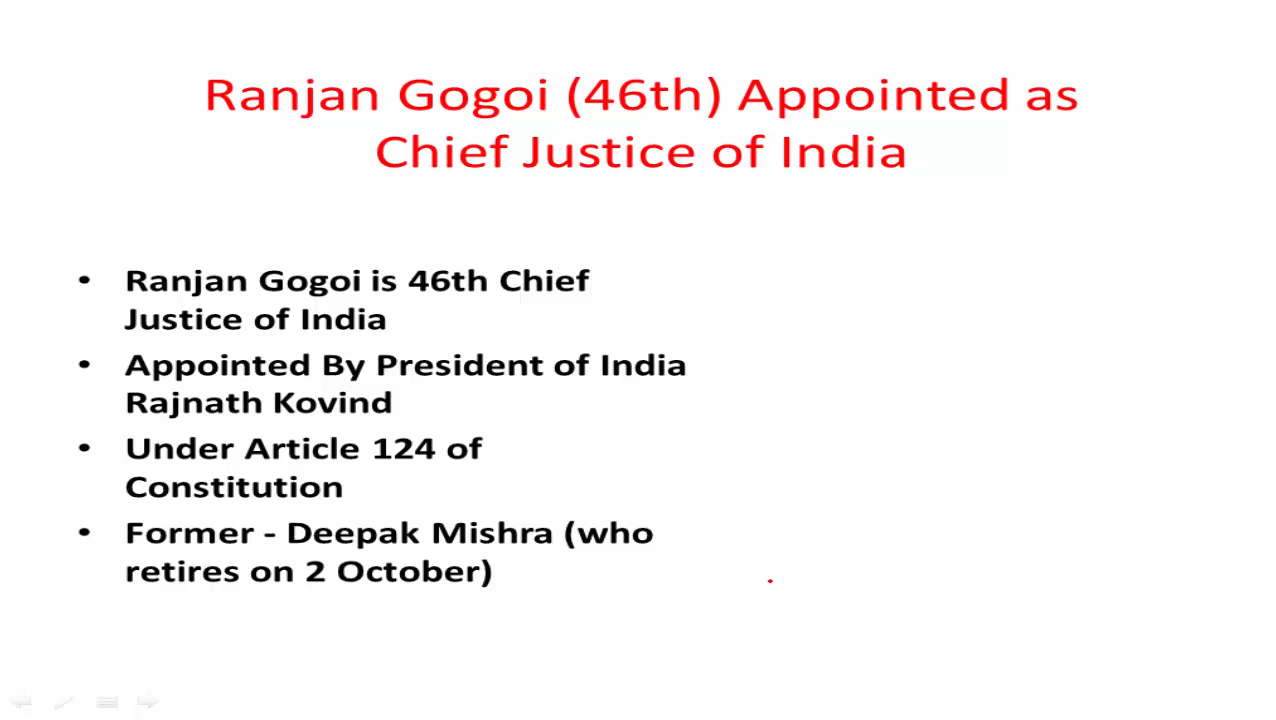 Ranjan Gogoi (46th) Appointed as
Chief Justice of India
• Ranjan Gogoi is 46th Chief
Justice of India
• Appointed By President of India
Rajnath Kovind
• Under Article 124 of
Constitution
• Former - Deepak Mishra (who
retires on 2 October)